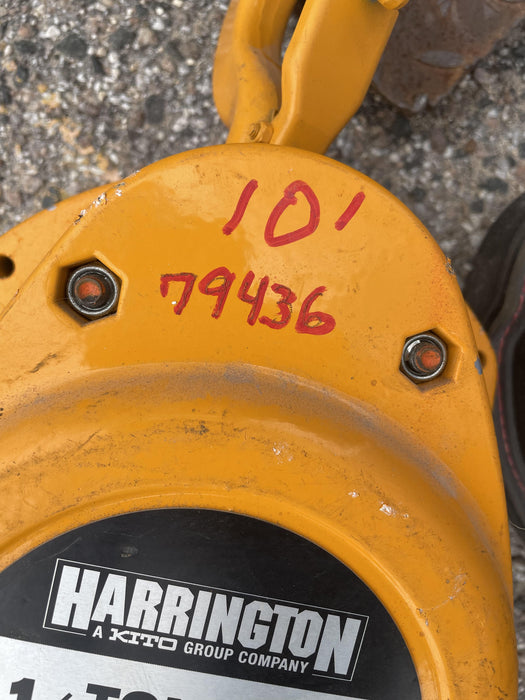 10'
79436
HARRINGTON
A KITO GROUP COMPANY